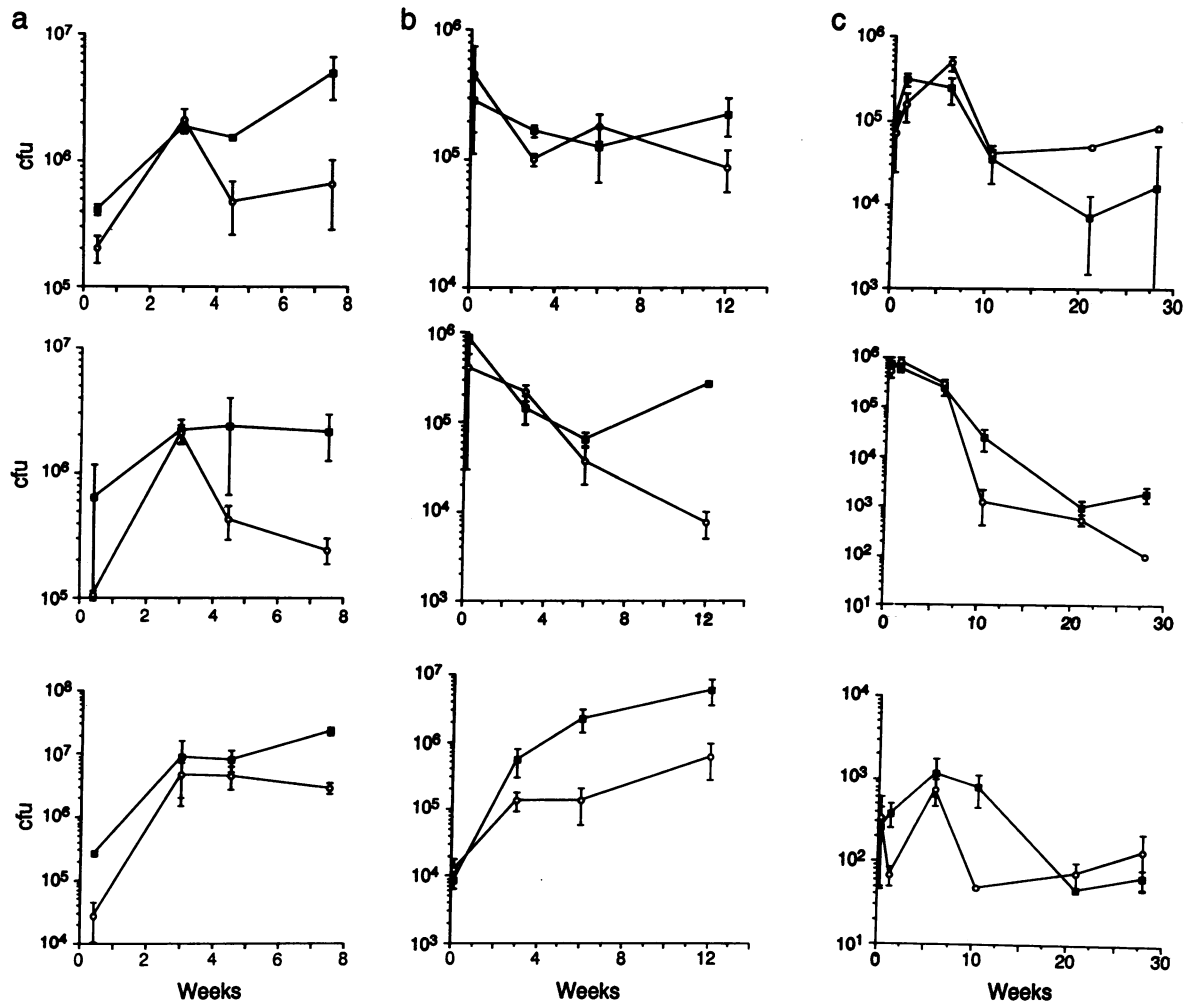 a b c
10⁷ 10⁶ 10⁶
cfu
10⁶ 10⁵ 10⁵
10⁴
10⁵ 10⁴ 10³
0 2 4 6 8 0 4 8 12 0 10 20 30
10⁷ 10⁶ 10⁶
10⁵
cfu
10⁶ 10⁵ 10⁴
10³
10⁴ 10²
10⁵ 10³ 10¹
0 2 4 6 8 0 4 8 12 0 10 20 30
10⁸ 10⁷ 10⁴
cfu
10⁷ 10⁶ 10³
10⁶ 10⁵
10⁵ 10⁴ 10²
10⁴ 10³ 10¹
0 2 4 6 8 0 4 8 12 0 10 20 30
Weeks Weeks Weeks